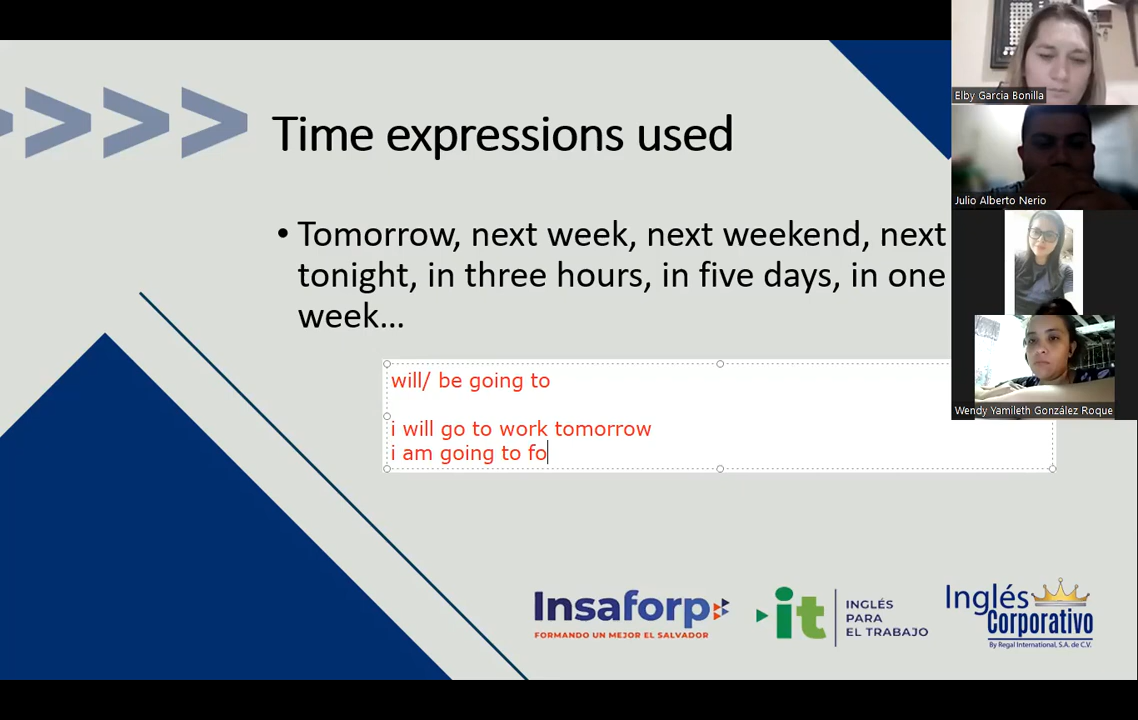 Time expressions used
• Tomorrow, next week, next weekend, next
tonight, in three hours, in five days, in one
week...
will/ be going to
i will go to work tomorrow
i am going to fo
Elby Garcia Bonilla
Julio Alberto Nerio
Wendy Yamileth González Roque
Insaforp
FORMANDO UN MEJOR EL SALVADOR
it
INGLÉS
PARA
EL TRABAJO
Inglés
Corporativo
By Regal International, S.A. de C.V.